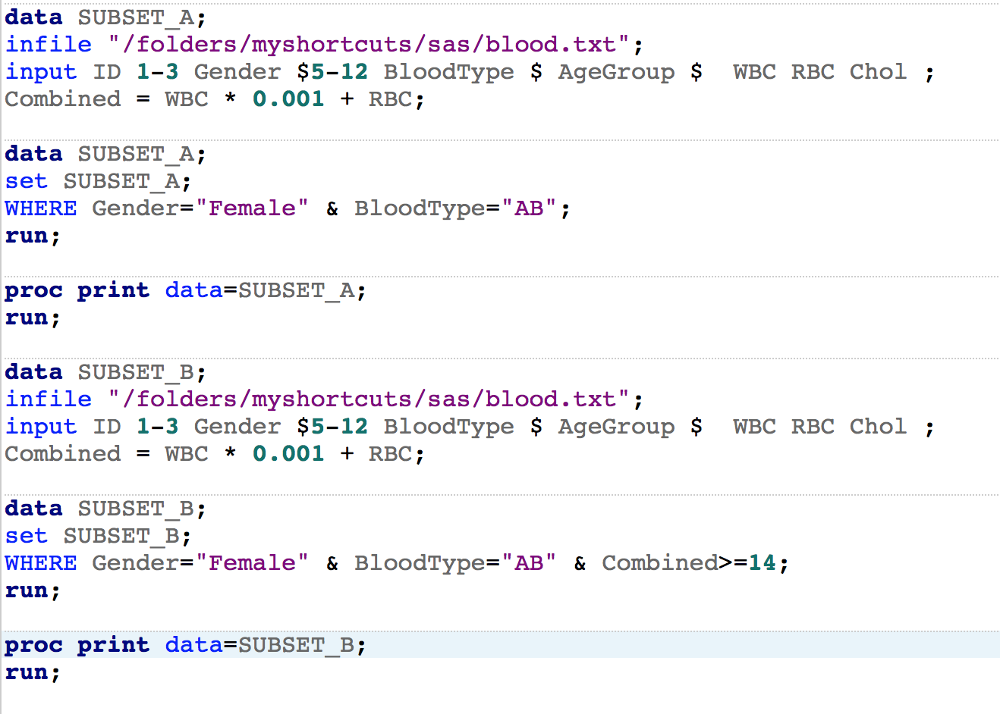 data SUBSET_A;
infile "/folders/myshortcuts/sas/blood.txt";
input ID 1-3 Gender $5-12 BloodType $ AgeGroup $  WBC RBC Chol ;
Combined = WBC * 0.001 + RBC;
data SUBSET_A;
set SUBSET_A;
WHERE Gender="Female" & BloodType="AB";
run;
proc print data=SUBSET_A;
run;
data SUBSET_B;
infile "/folders/myshortcuts/sas/blood.txt";
input ID 1-3 Gender $5-12 BloodType $ AgeGroup $  WBC RBC Chol ;
Combined = WBC * 0.001 + RBC;
data SUBSET_B;
set SUBSET_B;
WHERE Gender="Female" & BloodType="AB" & Combined>=14;
run;
proc print data=SUBSET_B;
run;